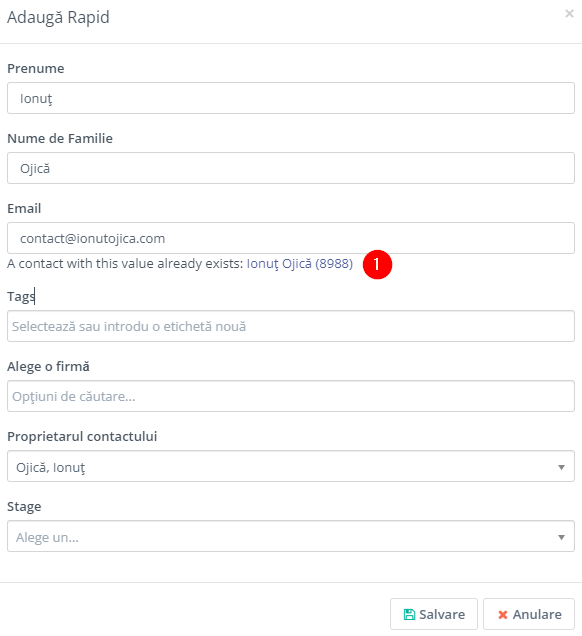 Adaugă Rapid
×
Prenume
Ionuţ
Nume de Familie
Ojică
Email
contact@ionutojica.com
A contact with this value already exists: Ionuţ Ojică (8988) 1
Tags
Selectează sau introdu o etichetă nouă
Alege o firmă
Opţiuni de căutare...
Proprietarul contactului
Ojică, Ionuţ
Stage
Alege un...
Salvare Anulare